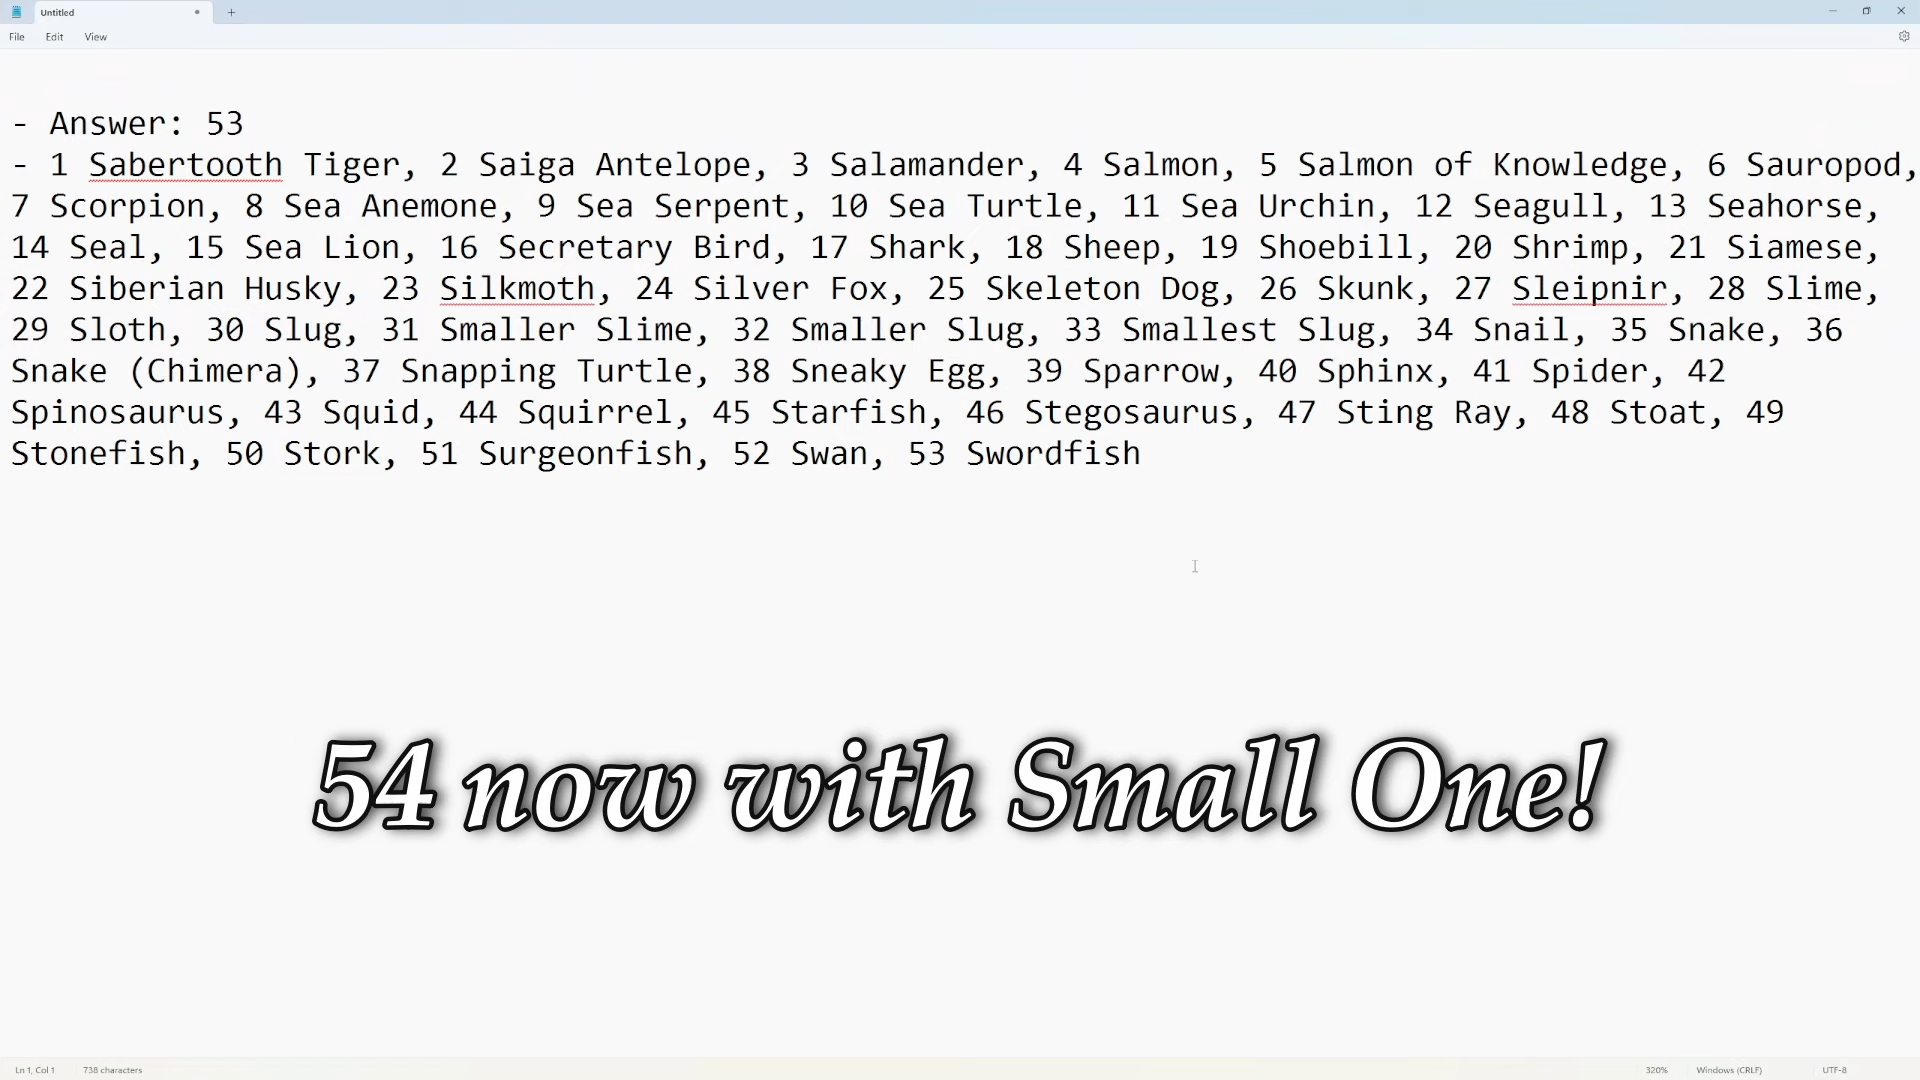 Untitled
File Edit View
- Answer: 53
- 1 Sabertooth Tiger, 2 Saiga Antelope, 3 Salamander, 4 Salmon, 5 Salmon of Knowledge, 6 Sauropod,
7 Scorpion, 8 Sea Anemone, 9 Sea Serpent, 10 Sea Turtle, 11 Sea Urchin, 12 Seagull, 13 Seahorse,
14 Seal, 15 Sea Lion, 16 Secretary Bird, 17 Shark, 18 Sheep, 19 Shoebill, 20 Shrimp, 21 Siamese,
22 Siberian Husky, 23 Silkmoth, 24 Silver Fox, 25 Skeleton Dog, 26 Skunk, 27 Sleipnir, 28 Slime,
29 Sloth, 30 Slug, 31 Smaller Slime, 32 Smaller Slug, 33 Smallest Slug, 34 Snail, 35 Snake, 36
Snake (Chimera), 37 Snapping Turtle, 38 Sneaky Egg, 39 Sparrow, 40 Sphinx, 41 Spider, 42
Spinosaurus, 43 Squid, 44 Squirrel, 45 Starfish, 46 Stegosaurus, 47 Sting Ray, 48 Stoat, 49
Stonefish, 50 Stork, 51 Surgeonfish, 52 Swan, 53 Swordfish
54 now with Small One!
Ln 1, Col 1 738 characters 320% Windows (CRLF) UTF-8